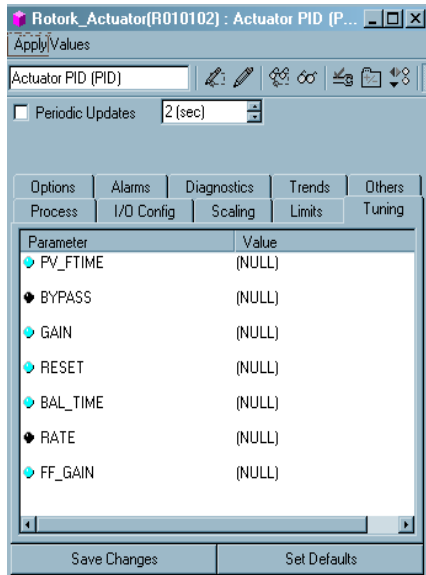 Rotork_Actuator(R010102) : Actuator PID (P...
Apply Values
Actuator PID (PID)
Periodic Updates 2 (sec)
Options Alarms Diagnostics Trends Others
Process I/O Config Scaling Limits Tuning
Parameter Value
PV_FTIME (NULL)
BYPASS (NULL)
GAIN (NULL)
RESET (NULL)
BAL_TIME (NULL)
RATE (NULL)
FF_GAIN (NULL)
Save Changes Set Defaults